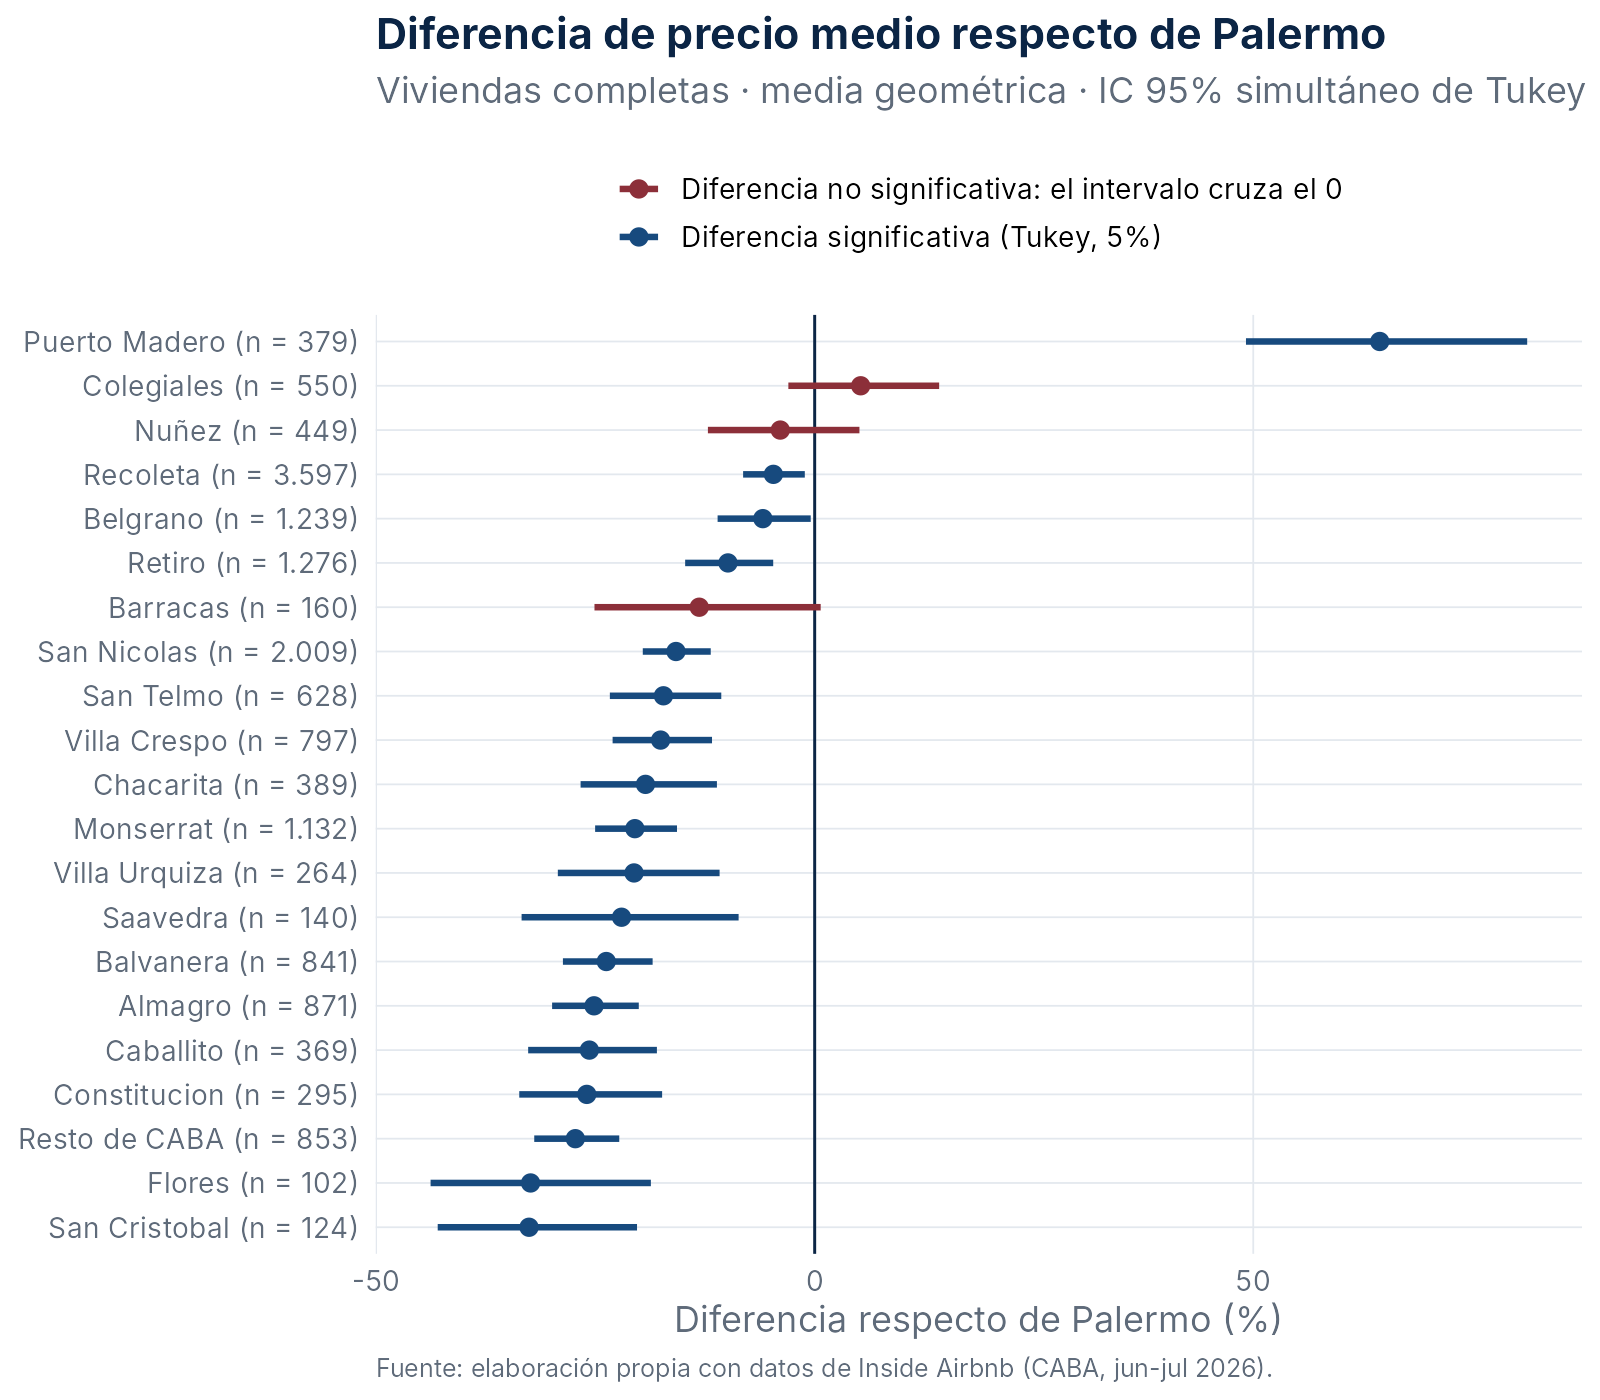 Diferencia de precio medio respecto de Palermo
Viviendas completas · media geométrica · IC 95% simultáneo de Tukey
Diferencia no significativa: el intervalo cruza el 0
Diferencia significativa (Tukey, 5%)
Puerto Madero (n = 379)
Colegiales (n = 550)
Nuñez (n = 449)
Recoleta (n = 3.597)
Belgrano (n = 1.239)
Retiro (n = 1.276)
Barracas (n = 160)
San Nicolas (n = 2.009)
San Telmo (n = 628)
Villa Crespo (n = 797)
Chacarita (n = 389)
Monserrat (n = 1.132)
Villa Urquiza (n = 264)
Saavedra (n = 140)
Balvanera (n = 841)
Almagro (n = 871)
Caballito (n = 369)
Constitucion (n = 295)
Resto de CABA (n = 853)
Flores (n = 102)
San Cristobal (n = 124)
-50 0 50
Diferencia respecto de Palermo (%)
Fuente: elaboración propia con datos de Inside Airbnb (CABA, jun-jul 2026).